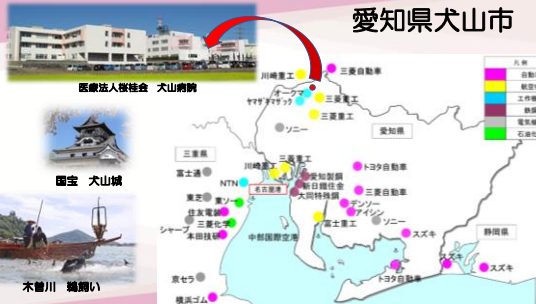 愛知県犬山市
医療法人桜桂会 犬山病院
国宝 犬山城
木曽川 鵜飼い
凡例
自動
航空
工作機
鉄鋼
電気機
石油化
川崎重工
三菱自動車
オークマ
ヤマザキマザック
三菱重工
三菱重工
ソニー
愛知県
三重県
富士通
川崎重工
三菱重工
愛知製鋼
新日鐵住金
大同特殊鋼
トヨタ自動車
NTN
名古屋港
三菱自動車
東芝
東ソー
デンソー
アイシン
住友電装
シャープ
三菱化学
本田技研
富士重工
ソニー
中部国際空港
スズキ
静岡県
スズキ
スズキ
トヨタ自動車
京セラ
横浜ゴム